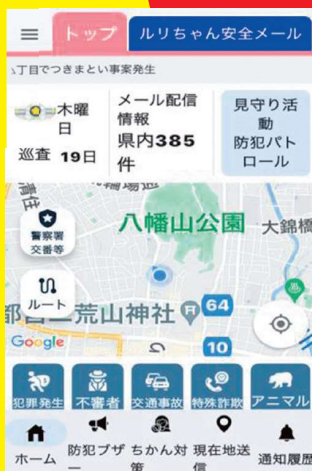 トップ
ルリちゃん安全メール
丁目でつきまとい事案発生
木曜
日
巡査 19日
メール配信
情報
県内385
件
見守り活
動
防犯パト
ロール
八幡山公園
大錦橋
警察署
交番等
ルート
荒山神社
64
10
Google
犯罪発生
不審者
交通事故
特殊詐欺
アニマル
ホーム
防犯ブザ
ー
ちかん対
策
現在地送
信
通知履歴